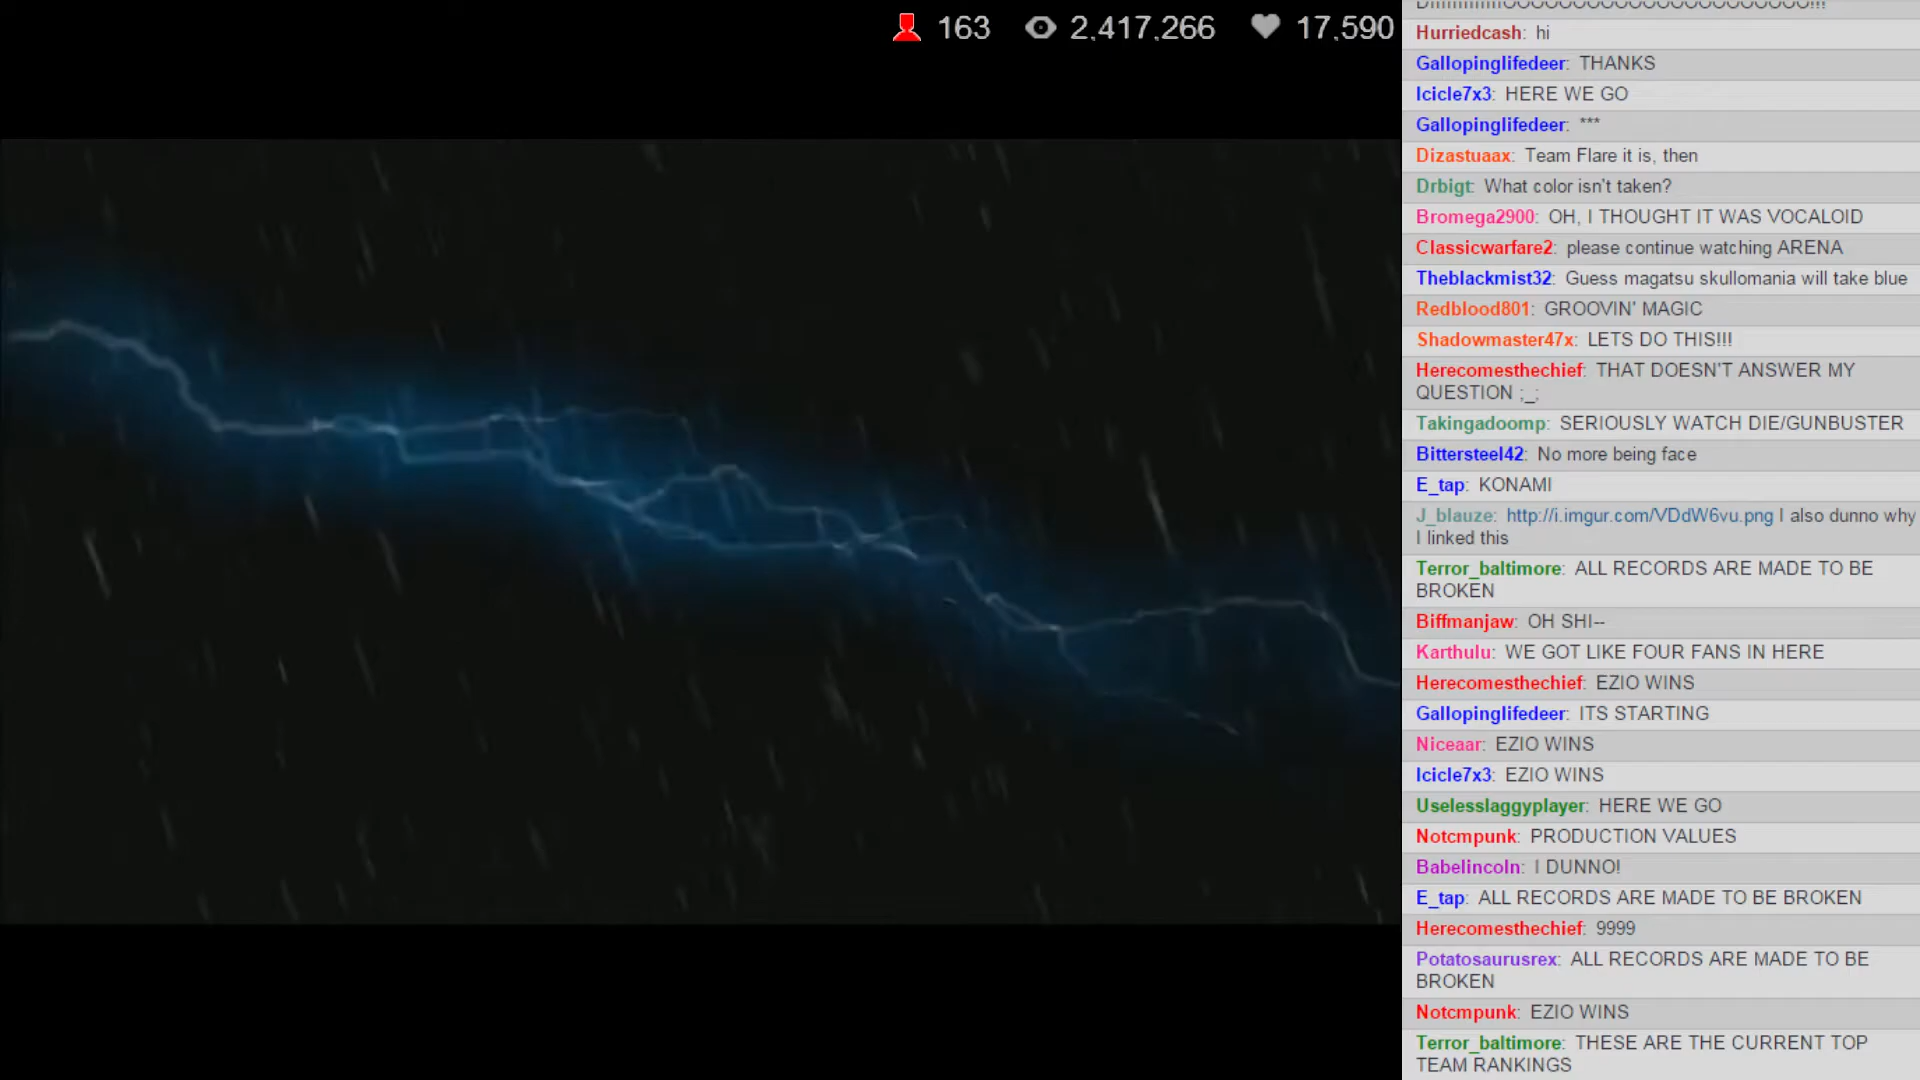 163 2,417,266 17,590
Hurriedcash: hi
Gallopinglifedeer: THANKS
Icicle7x3: HERE WE GO
Gallopinglifedeer: ***
Dizastuaax: Team Flare it is, then
Drbigt: What color isn't taken?
Bromega2900: OH, I THOUGHT IT WAS VOCALOID
Classicwarfare2: please continue watching ARENA
Theblackmist32: Guess magatsu skullomania will take blue
Redblood801: GROOVIN' MAGIC
Shadowmaster47x: LETS DO THIS!!!
Herecomesthechief: THAT DOESN'T ANSWER MY
QUESTION ;_;
Takingadoomp: SERIOUSLY WATCH DIE/GUNBUSTER
Bittersteel42: No more being face
E_tap: KONAMI
J_blauze: http://i.imgur.com/VDdW6vu.png I also dunno why
I linked this
Terror_baltimore: ALL RECORDS ARE MADE TO BE
BROKEN
Biffmanjaw: OH SHI--
Karthulu: WE GOT LIKE FOUR FANS IN HERE
Herecomesthechief: EZIO WINS
Gallopinglifedeer: ITS STARTING
Niceaar: EZIO WINS
Icicle7x3: EZIO WINS
Uselesslaggyplayer: HERE WE GO
Notcmpunk: PRODUCTION VALUES
Babelincoln: I DUNNO!
E_tap: ALL RECORDS ARE MADE TO BE BROKEN
Herecomesthechief: 9999
Potatosaurusrex: ALL RECORDS ARE MADE TO BE
BROKEN
Notcmpunk: EZIO WINS
Terror_baltimore: THESE ARE THE CURRENT TOP
TEAM RANKINGS